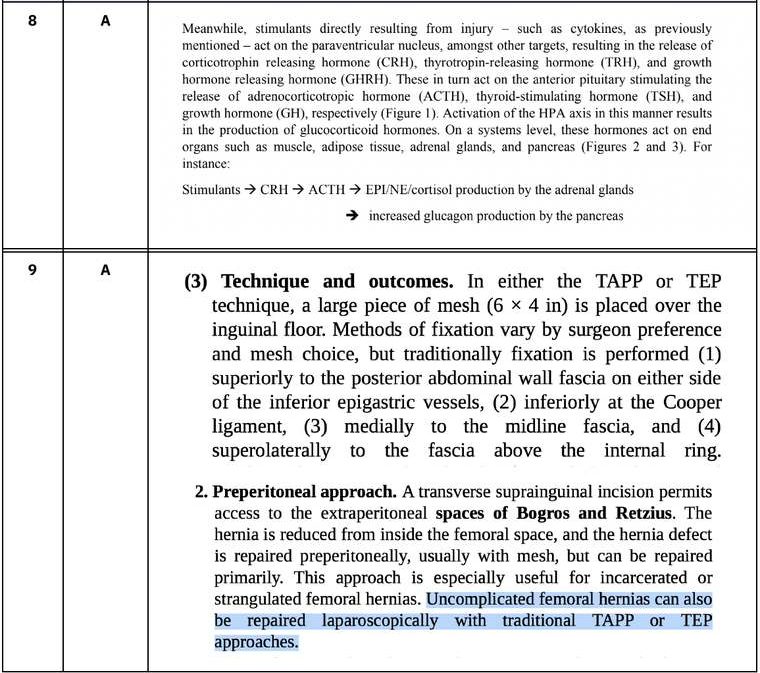 8
A
Meanwhile, stimulants directly resulting from injury – such as cytokines, as previously
mentioned – act on the paraventricular nucleus, amongst other targets, resulting in the release of
corticotrophin releasing hormone (CRH), thyrotropin-releasing hormone (TRH), and growth
hormone releasing hormone (GHRH). These in turn act on the anterior pituitary stimulating the
release of adrenocorticotropic hormone (ACTH), thyroid-stimulating hormone (TSH), and
growth hormone (GH), respectively (Figure 1). Activation of the HPA axis in this manner results
in the production of glucocorticoid hormones. On a systems level, these hormones act on end
organs such as muscle, adipose tissue, adrenal glands, and pancreas (Figures 2 and 3). For
instance:
Stimulants → CRH → ACTH → EPI/NE/cortisol production by the adrenal glands
→ increased glucagon production by the pancreas
9
A
(3) Technique and outcomes. In either the TAPP or TEP
technique, a large piece of mesh (6 × 4 in) is placed over the
inguinal floor. Methods of fixation vary by surgeon preference
and mesh choice, but traditionally fixation is performed (1)
superiorly to the posterior abdominal wall fascia on either side
of the inferior epigastric vessels, (2) inferiorly at the Cooper
ligament, (3) medially to the midline fascia, and (4)
superolaterally to the fascia above the internal ring.
2. Preperitoneal approach. A transverse suprainguinal incision permits
access to the extraperitoneal spaces of Bogros and Retzius. The
hernia is reduced from inside the femoral space, and the hernia defect
is repaired preperitoneally, usually with mesh, but can be repaired
primarily. This approach is especially useful for incarcerated or
strangulated femoral hernias. Uncomplicated femoral hernias can also
be repaired laparoscopically with traditional TAPP or TEP
approaches.